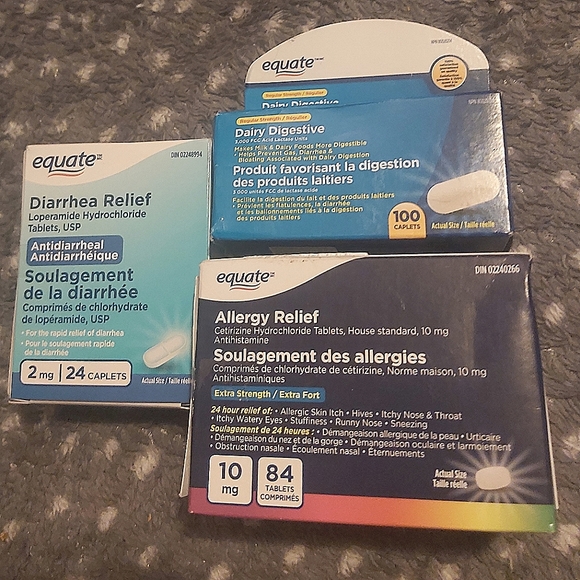 equate
Regular Strength / Régulier
Dairy Digestive
Regular Strength / Régulier
Dairy Digestive
3,000 FCC Acid Lactase Units
Makes Milk & Dairy Foods More Digestible
• Helps Prevent Gas, Diarrhea &
Bloating Associated with Dairy Digestion
Produit favorisant la digestion
des produits laitiers
3 000 unités FCC de lactase acide
Facilite la digestion du lait et des produits laitiers
• Prévient les flatulences, la diarrhée
et les ballonnements liés à la digestion
des produits laitiers
100
CAPLETS
Actual Size / Taille réelle
equate
DIN 02248994
Diarrhea Relief
Loperamide Hydrochloride
Tablets, USP
Antidiarrheal
Antidiarrhéique
Soulagement
de la diarrhée
Comprimés de chlorhydrate
de lopéramide, USP
• For the rapid relief of diarrhea
• Pour le soulagement rapide
de la diarrhée
2 mg 24 CAPLETS
Actual Size / Taille réelle
equate
DIN 02240266
Allergy Relief
Cetirizine Hydrochloride Tablets, House standard, 10 mg
Antihistamine
Soulagement des allergies
Comprimés de chlorhydrate de cétirizine, Norme maison, 10 mg
Antihistaminiques
Extra Strength / Extra Fort
24 hour relief of: • Allergic Skin Itch • Hives • Itchy Nose & Throat
• Itchy Watery Eyes • Stuffiness • Runny Nose • Sneezing
Soulagement de 24 heures : • Démangeaison allergique de la peau • Urticaire
• Démangeaison du nez et de la gorge • Démangeaison oculaire et larmoiement
• Obstruction nasale • Écoulement nasal • Éternuements
10
mg
84
TABLETS
COMPRIMÉS
Actual Size
Taille réelle